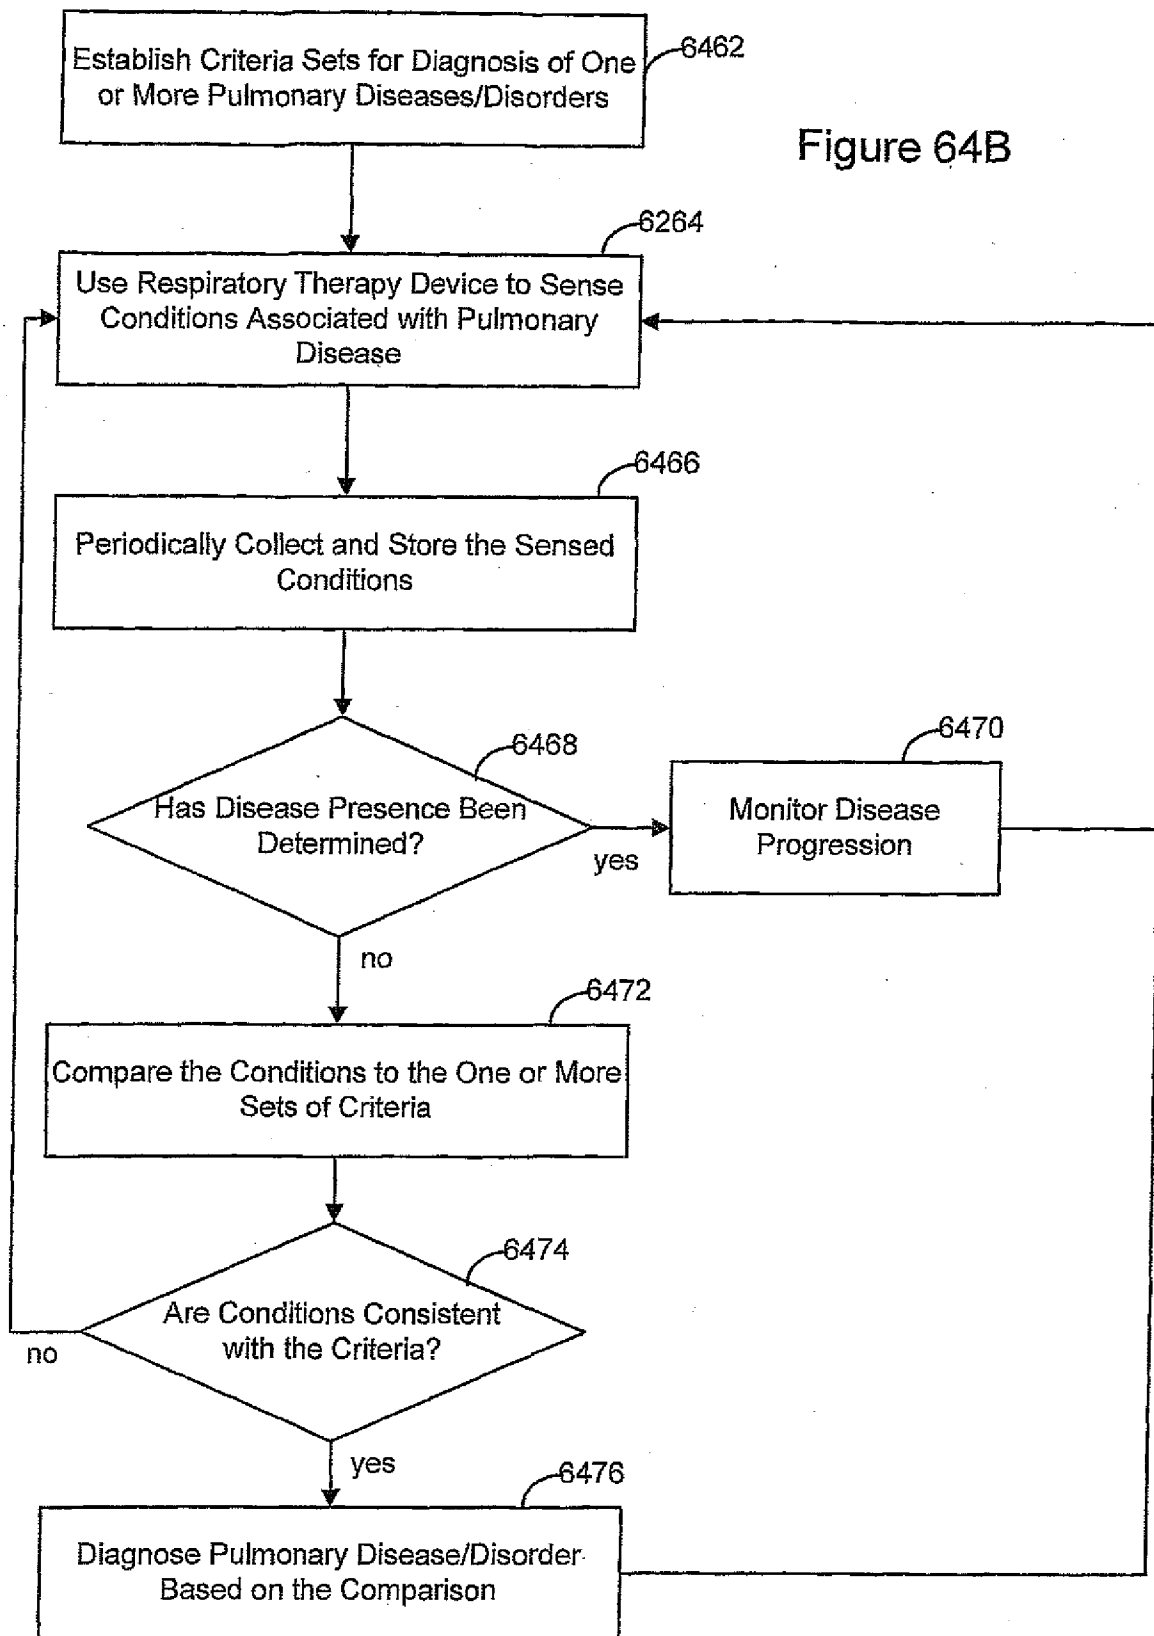 Establish Criteria Sets for Diagnosis of One
or More Pulmonary Diseases/Disorders
6462
Figure 64B
6264
Use Respiratory Therapy Device to Sense
Conditions Associated with Pulmonary
Disease
6466
Periodically Collect and Store the Sensed
Conditions
6468
Has Disease Presence Been
Determined?
yes
6470
Monitor Disease
Progression
no
6472
Compare the Conditions to the One or More
Sets of Criteria
6474
Are Conditions Consistent
with the Criteria?
no
yes
6476
Diagnose Pulmonary Disease/Disorder
Based on the Comparison